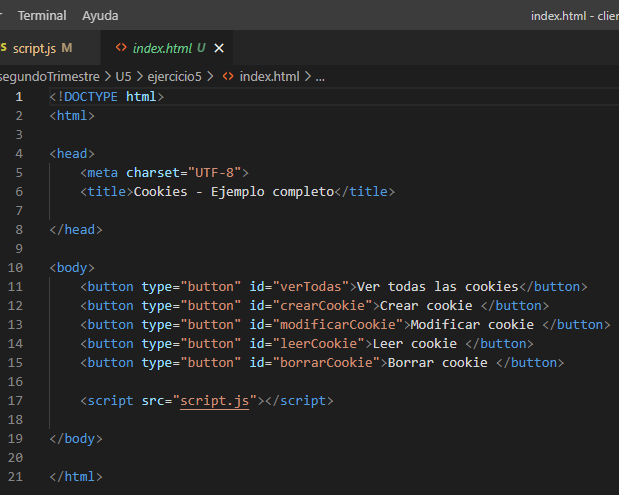 Terminal Ayuda index.html - clien
script.js M index.html U
segundoTrimestre > U5 > ejercicio5 > index.html > ...
1 <!DOCTYPE html>
2 <html>
3
4 <head>
5 <meta charset="UTF-8">
6 <title>Cookies - Ejemplo completo</title>
7
8 </head>
9
10 <body>
11 <button type="button" id="verTodas">Ver todas las cookies</button>
12 <button type="button" id="crearCookie">Crear cookie </button>
13 <button type="button" id="modificarCookie">Modificar cookie </button>
14 <button type="button" id="leerCookie">Leer cookie </button>
15 <button type="button" id="borrarCookie">Borrar cookie </button>
16
17 <script src="script.js"></script>
18
19 </body>
20
21 </html>